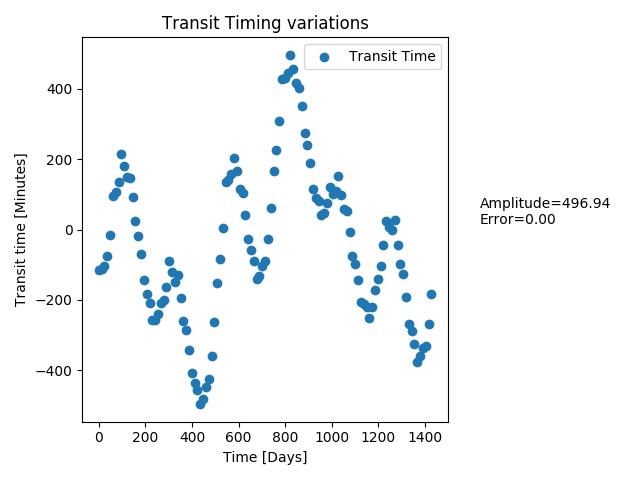 Transit Timing variations
Transit Time
Transit time [Minutes]
400
200
0
−200
−400
0
200
400
600
800
1000
1200
1400
Time [Days]
Amplitude=496.94
Error=0.00